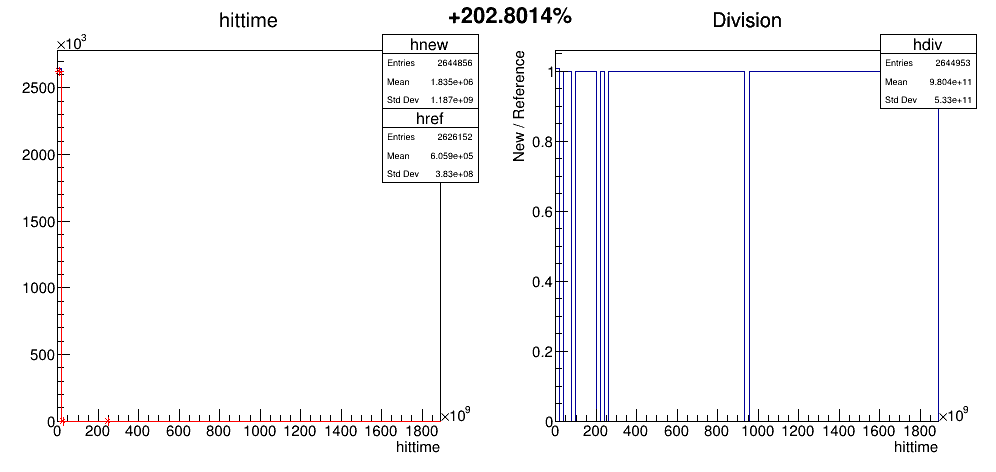 +202.8014%
hittime
×10³
hnew
Entries 2644856
Mean 1.835e+06
Std Dev 1.187e+09
href
Entries 2626152
Mean 6.059e+05
Std Dev 3.83e+08
2500
2000
1500
1000
500
0
0 200 400 600 800 1000 1200 1400 1600 1800
×10⁹
hittime
Division
hdiv
Entries 2644953
Mean 9.804e+11
Std Dev 5.33e+11
New / Reference
1
0.8
0.6
0.4
0.2
0
0 200 400 600 800 1000 1200 1400 1600 1800
×10⁹
hittime